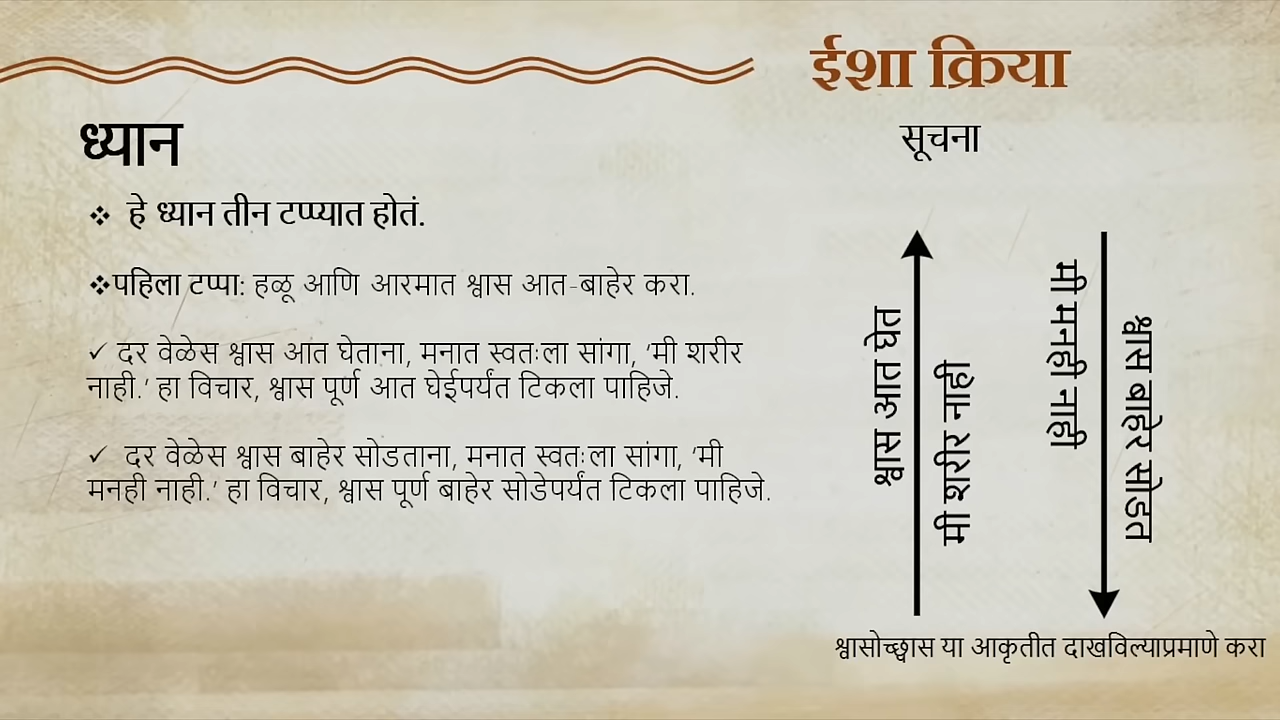 ईशा क्रिया
ध्यान
सूचना
❖ हे ध्यान तीन टप्प्यात होतं.
❖पहिला टप्पा: हळू आणि आरमात श्वास आत-बाहेर करा.
✓ दर वेळेस श्वास आत घेताना, मनात स्वतःला सांगा, ‘मी शरीर
नाही.’ हा विचार, श्वास पूर्ण आत घेईपर्यंत टिकला पाहिजे.
✓ दर वेळेस श्वास बाहेर सोडताना, मनात स्वतःला सांगा, ‘मी
मनही नाही.’ हा विचार, श्वास पूर्ण बाहेर सोडेपर्यंत टिकला पाहिजे.
श्वास आत घेत
मी शरीर नाही
मी मनही नाही
श्वास बाहेर सोडत
श्वासोच्छ्वास या आकृतीत दाखविल्याप्रमाणे करा